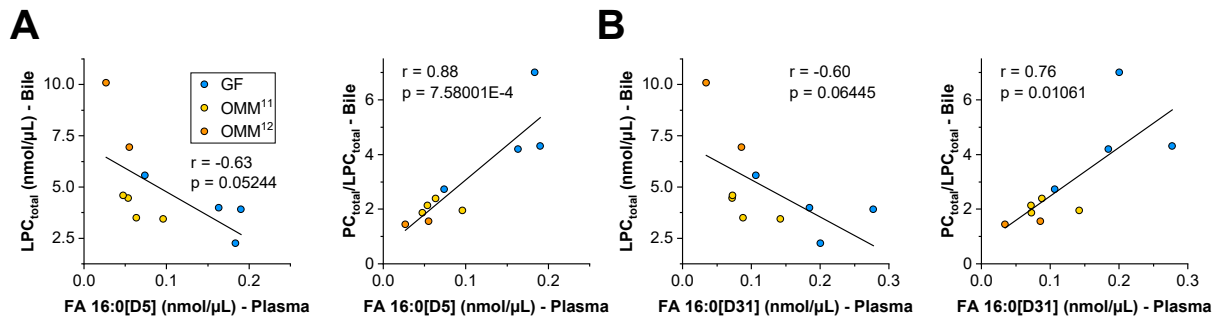 A
B
LPCtotal (nmol/µL) - Bile
10.0
7.5
5.0
2.5
GF
OMM11
OMM12
r = -0.63
p = 0.05244
0.0
0.1
0.2
FA 16:0[D5] (nmol/µL) - Plasma
PCtotal/LPCtotal - Bile
6
4
2
0
r = 0.88
p = 7.58001E-4
0.0
0.1
0.2
FA 16:0[D5] (nmol/µL) - Plasma
LPCtotal (nmol/µL) - Bile
10.0
7.5
5.0
2.5
r = -0.60
p = 0.06445
0.0
0.1
0.2
0.3
FA 16:0[D31] (nmol/µL) - Plasma
PCtotal/LPCtotal - Bile
6
4
2
0
r = 0.76
p = 0.01061
0.0
0.1
0.2
0.3
FA 16:0[D31] (nmol/µL) - Plasma